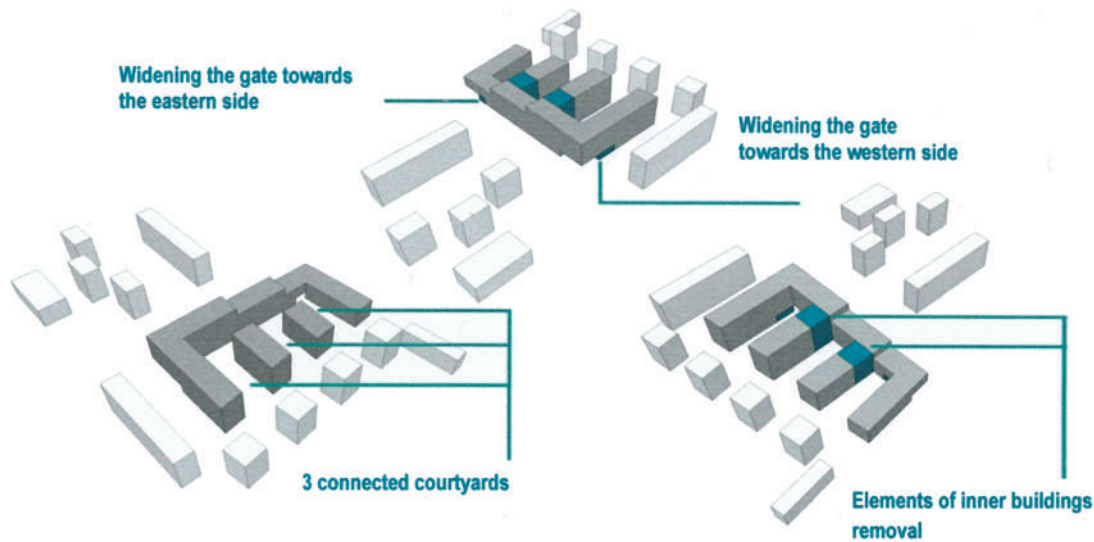 Widening the gate towards
the eastern side
Widening the gate
towards the western side
3 connected courtyards
Elements of inner buildings
removal